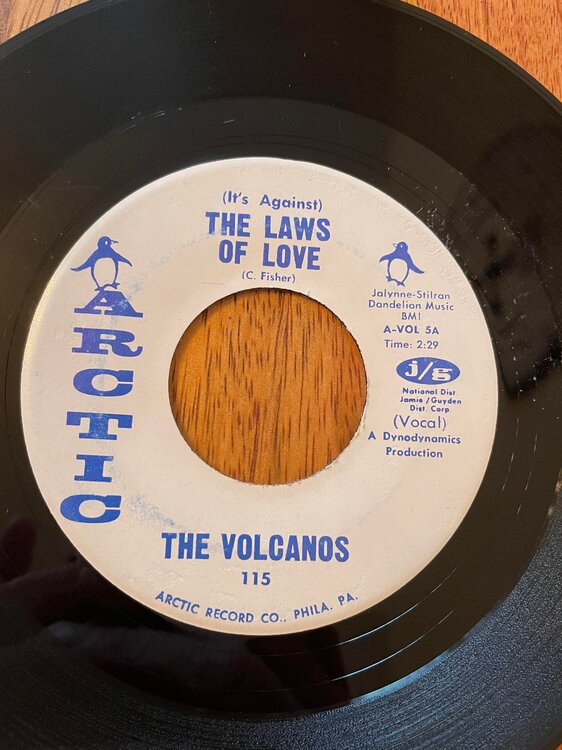 (It's Against)
THE LAWS
OF LOVE
(C. Fisher)
ARCTIC
Jalynne-Stilran
Dandelion Music
BMI
A-VOL 5A
Time: 2:29
j/g
National Dist.
Jamie/Guyden
Dist. Corp.
(Vocal)
A Dynodynamics
Production
THE VOLCANOS
115
ARCTIC RECORD CO., PHILA. PA.